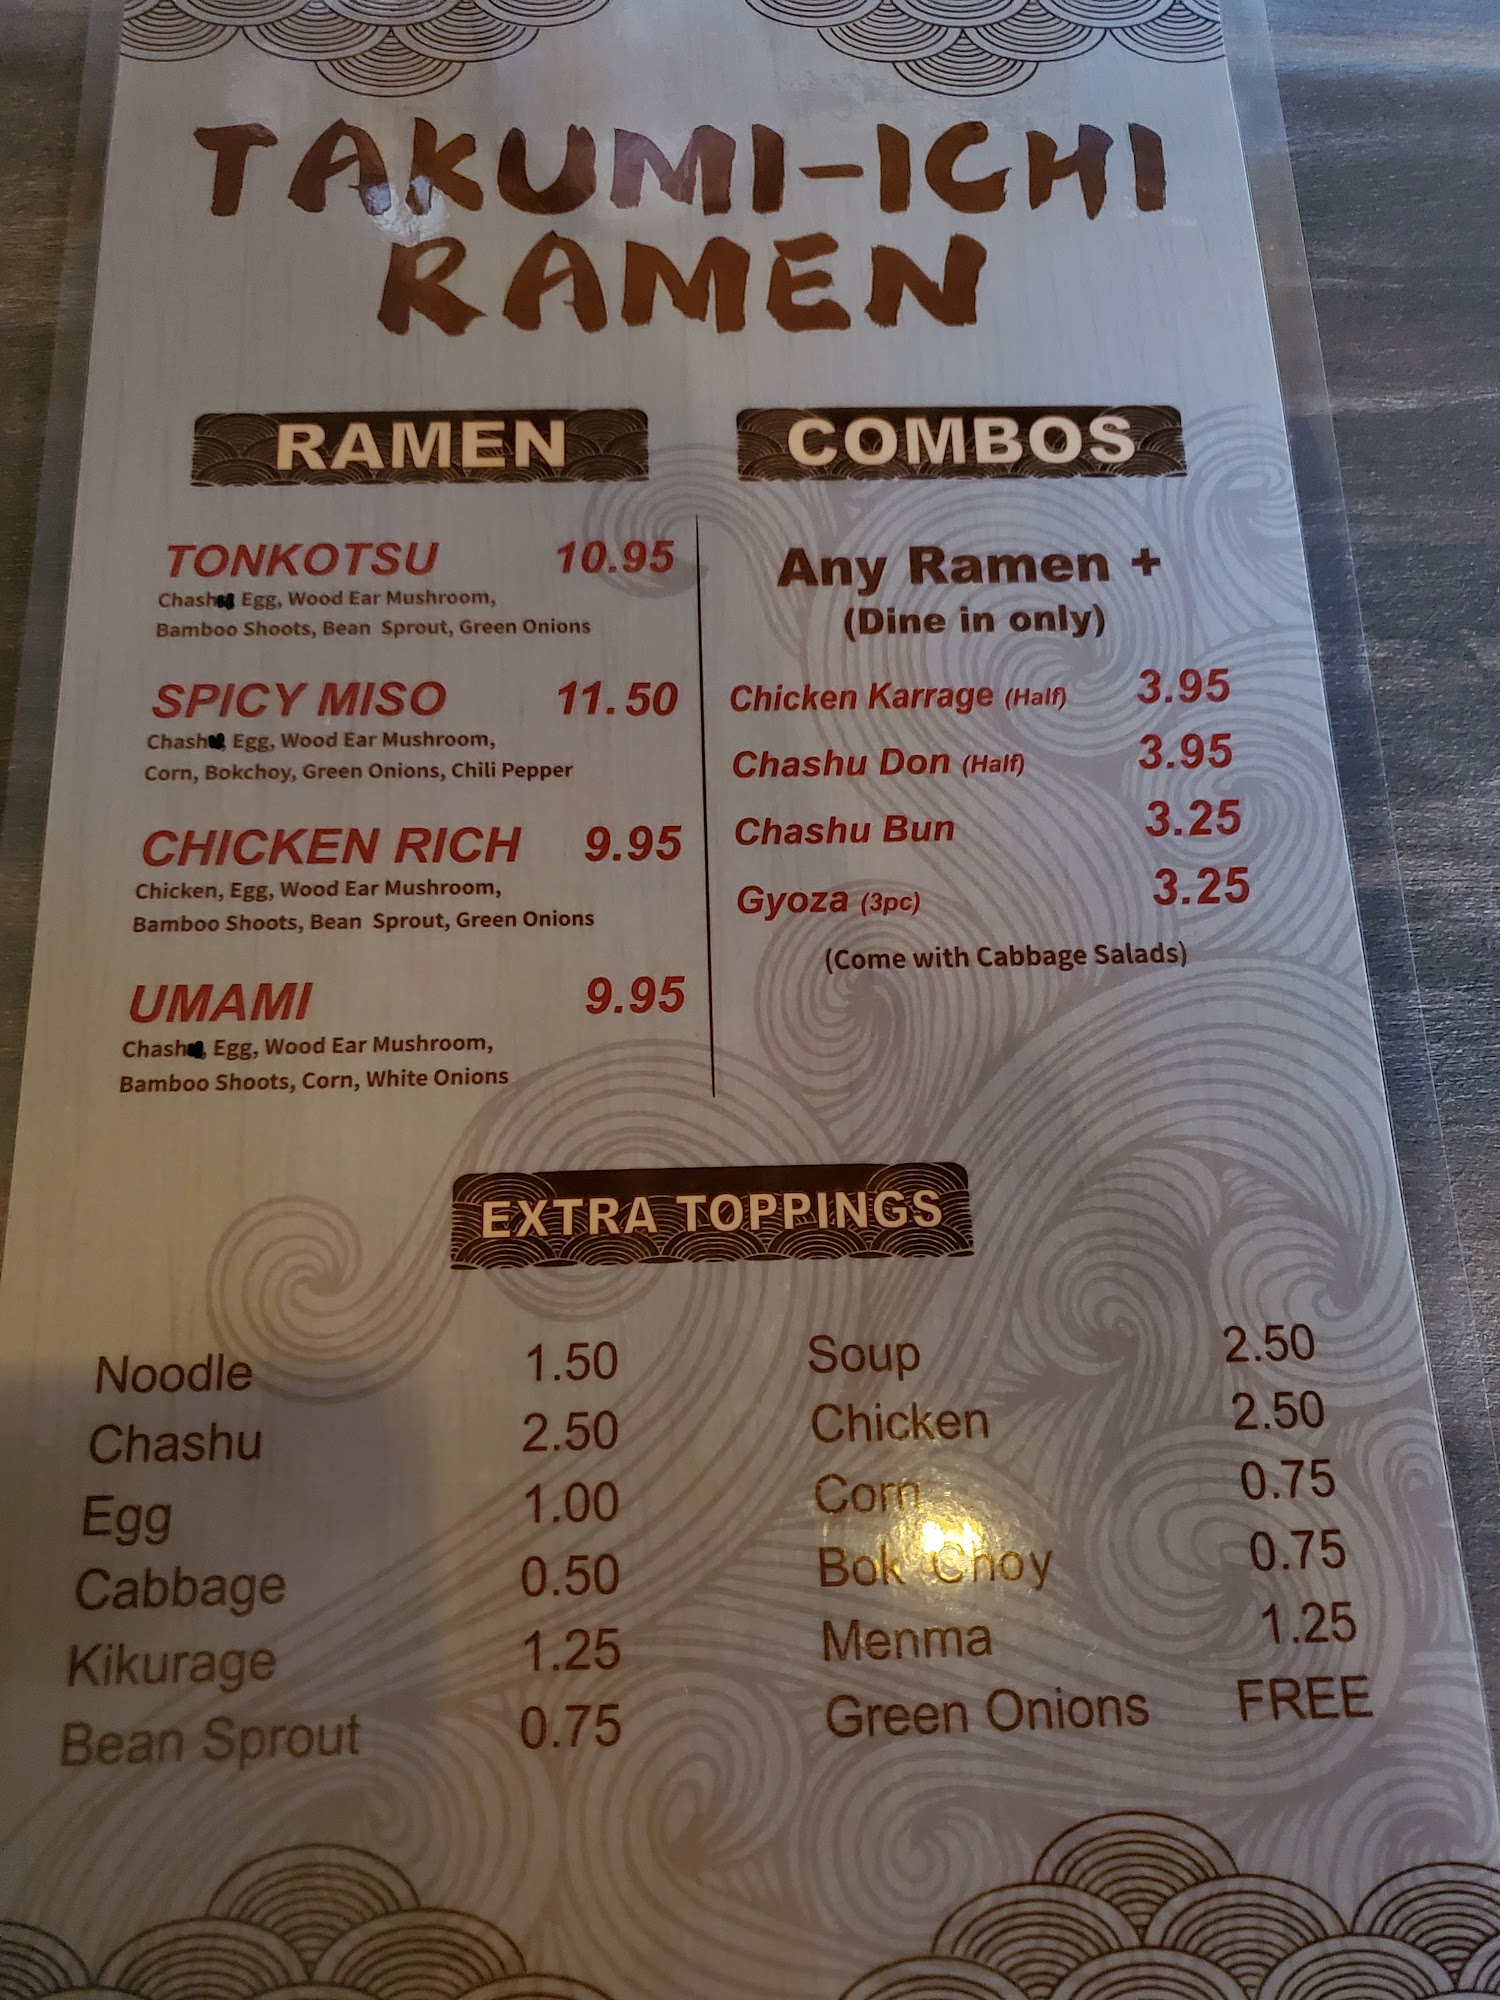 TAKUMI-ICHI
RAMEN
RAMEN
TONKOTSU 10.95
Egg, Wood Ear Mushroom,
Bamboo Shoots, Bean Sprout, Green Onions
SPICY MISO 11.50
Egg, Wood Ear Mushroom,
Corn, Bokchoy, Green Onions, Chili Pepper
CHICKEN RICH 9.95
Chicken, Egg, Wood Ear Mushroom,
Bamboo Shoots, Bean Sprout, Green Onions
UMAMI 9.95
Egg, Wood Ear Mushroom,
Bamboo Shoots, Corn, White Onions
COMBOS
Any Ramen +
(Dine in only)
Chicken Karrage (Half) 3.95
Chashu Don (Half) 3.95
Chashu Bun 3.25
Gyoza (3pc) 3.25
(Come with Cabbage Salads)
EXTRA TOPPINGS
Noodle 1.50
Chashu 2.50
Egg 1.00
Cabbage 0.50
Kikurage 1.25
Bean Sprout 0.75
Soup 2.50
Chicken 2.50
Corn 0.75
Bok Choy 0.75
Menma 1.25
Green Onions FREE